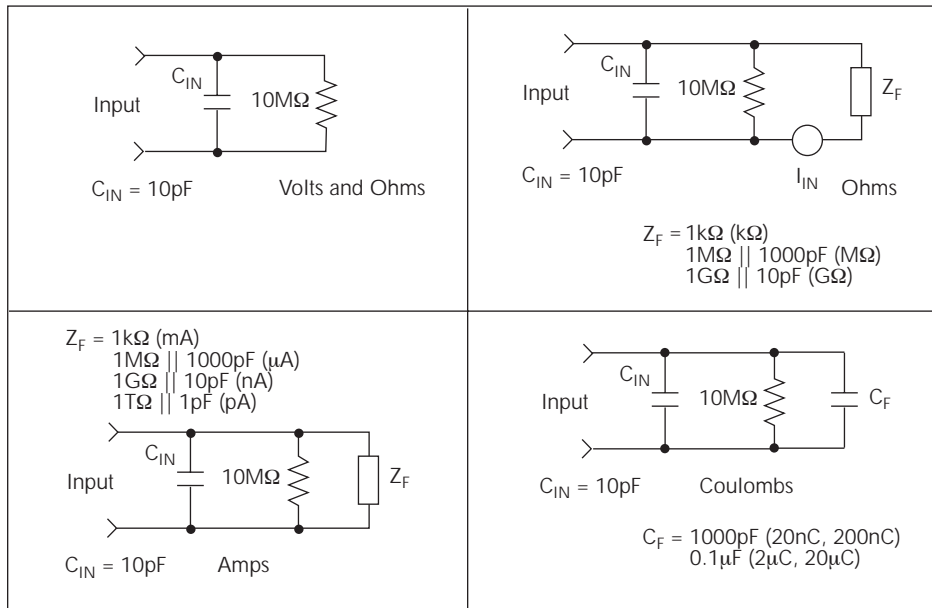 C_IN
Input
10MΩ
C_IN = 10pF
Volts and Ohms
C_IN
Input
10MΩ
Z_F
C_IN = 10pF
I_IN
Ohms
Z_F = 1kΩ (kΩ)
1MΩ || 1000pF (MΩ)
1GΩ || 10pF (GΩ)
Z_F = 1kΩ (mA)
1MΩ || 1000pF (μA)
1GΩ || 10pF (nA)
1TΩ || 1pF (pA)
C_IN
Input
10MΩ
Z_F
C_IN = 10pF
Amps
C_IN
Input
10MΩ
C_F
C_IN = 10pF
Coulombs
C_F = 1000pF (20nC, 200nC)
0.1μF (2μC, 20μC)